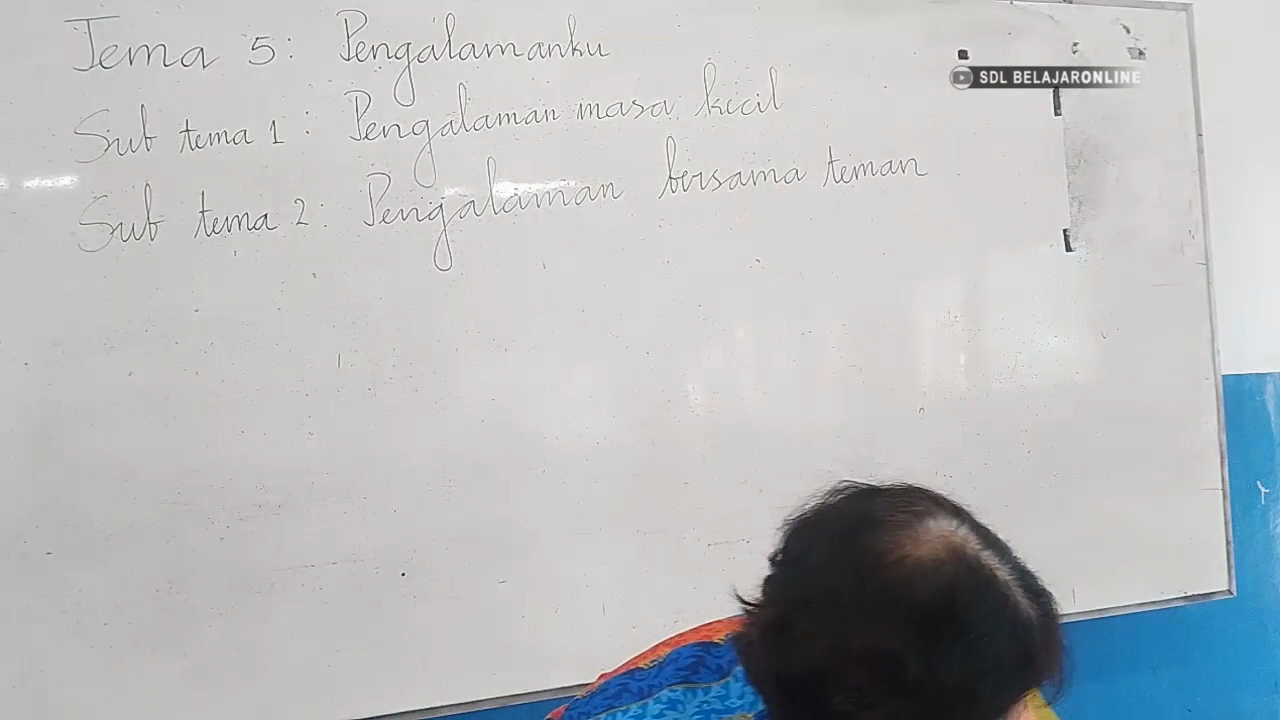 Tema 5: Pengalamanku
SDL BELAJARONLINE
Sub tema 1: Pengalaman masa kecil
Sub tema 2: Pengalaman bersama teman